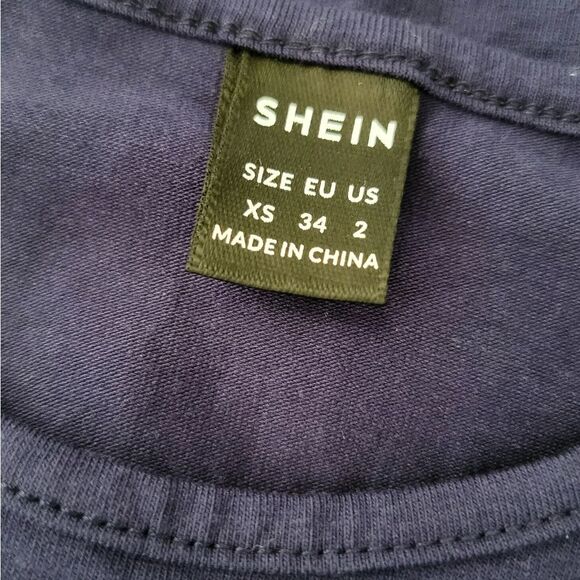 SHEIN
SIZE EU US
XS 34 2
MADE IN CHINA